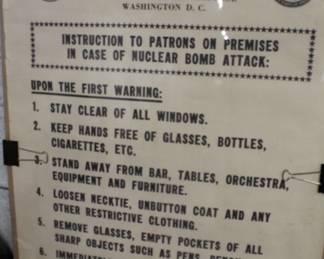 WASHINGTON D. C.
INSTRUCTION TO PATRONS ON PREMISES
IN CASE OF NUCLEAR BOMB ATTACK:
UPON THE FIRST WARNING:
1. STAY CLEAR OF ALL WINDOWS.
2. KEEP HANDS FREE OF GLASSES, BOTTLES,
CIGARETTES, ETC.
3. STAND AWAY FROM BAR, TABLES, ORCHESTRA,
EQUIPMENT AND FURNITURE.
4. LOOSEN NECKTIE, UNBUTTON COAT AND ANY
OTHER RESTRICTIVE CLOTHING.
5. REMOVE GLASSES, EMPTY POCKETS OF ALL
SHARP OBJECTS SUCH AS PENS,
6.